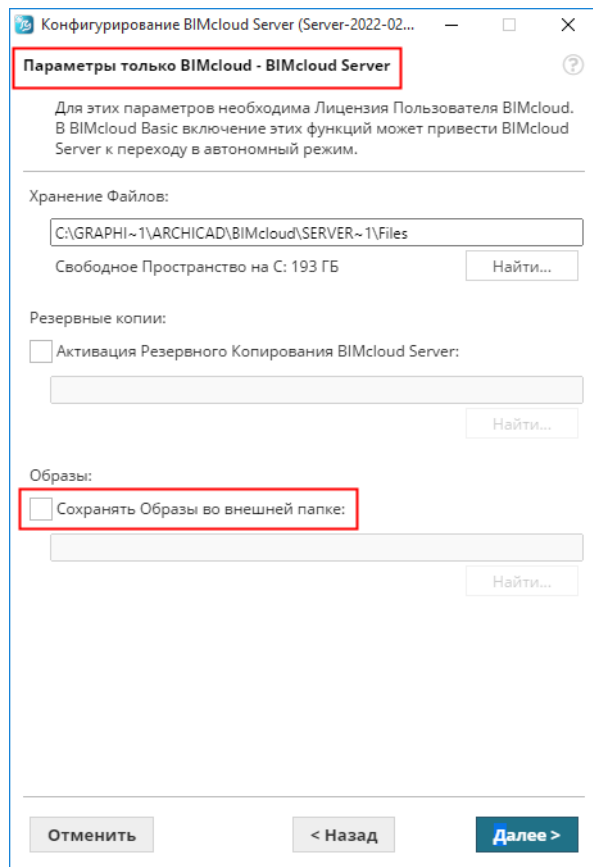 Конфигурирование BIMcloud Server (Server-2022-02...
Параметры только BIMcloud - BIMcloud Server
?
Для этих параметров необходима Лицензия Пользователя BIMcloud.
В BIMcloud Basic включение этих функций может привести BIMcloud
Server к переходу в автономный режим.
Хранение Файлов:
C:\GRAPHI~1\ARCHICAD\BIMcloud\SERVER~1\Files
Свободное Пространство на C: 193 ГБ
Найти...
Резервные копии:
Активация Резервного Копирования BIMcloud Server:
Найти...
Образы:
Сохранять Образы во внешней папке:
Найти...
Отменить
< Назад
Далее >